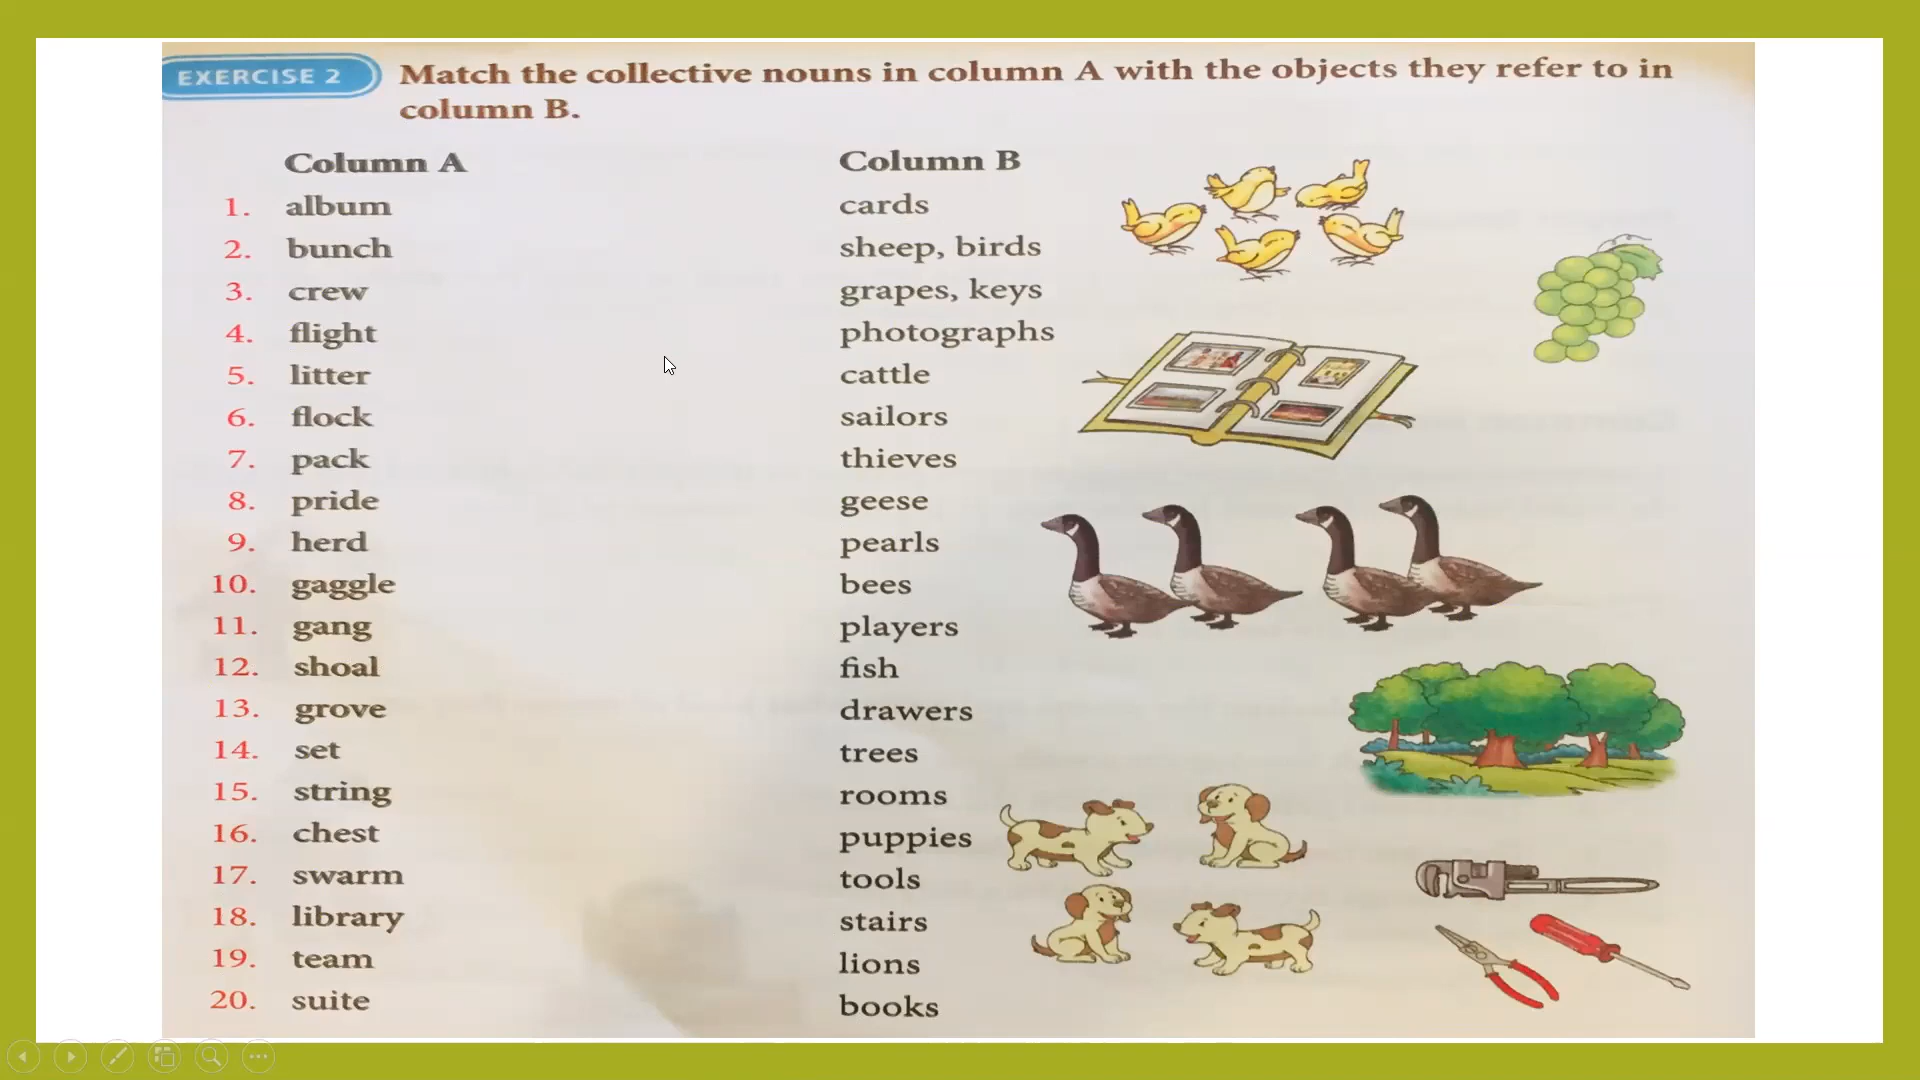 EXERCISE 2
Match the collective nouns in column A with the objects they refer to in
column B.
Column A Column B
1. album cards
2. bunch sheep, birds
3. crew grapes, keys
4. flight photographs
5. litter cattle
6. flock sailors
7. pack thieves
8. pride geese
9. herd pearls
10. gaggle bees
11. gang players
12. shoal fish
13. grove drawers
14. set trees
15. string rooms
16. chest puppies
17. swarm tools
18. library stairs
19. team lions
20. suite books